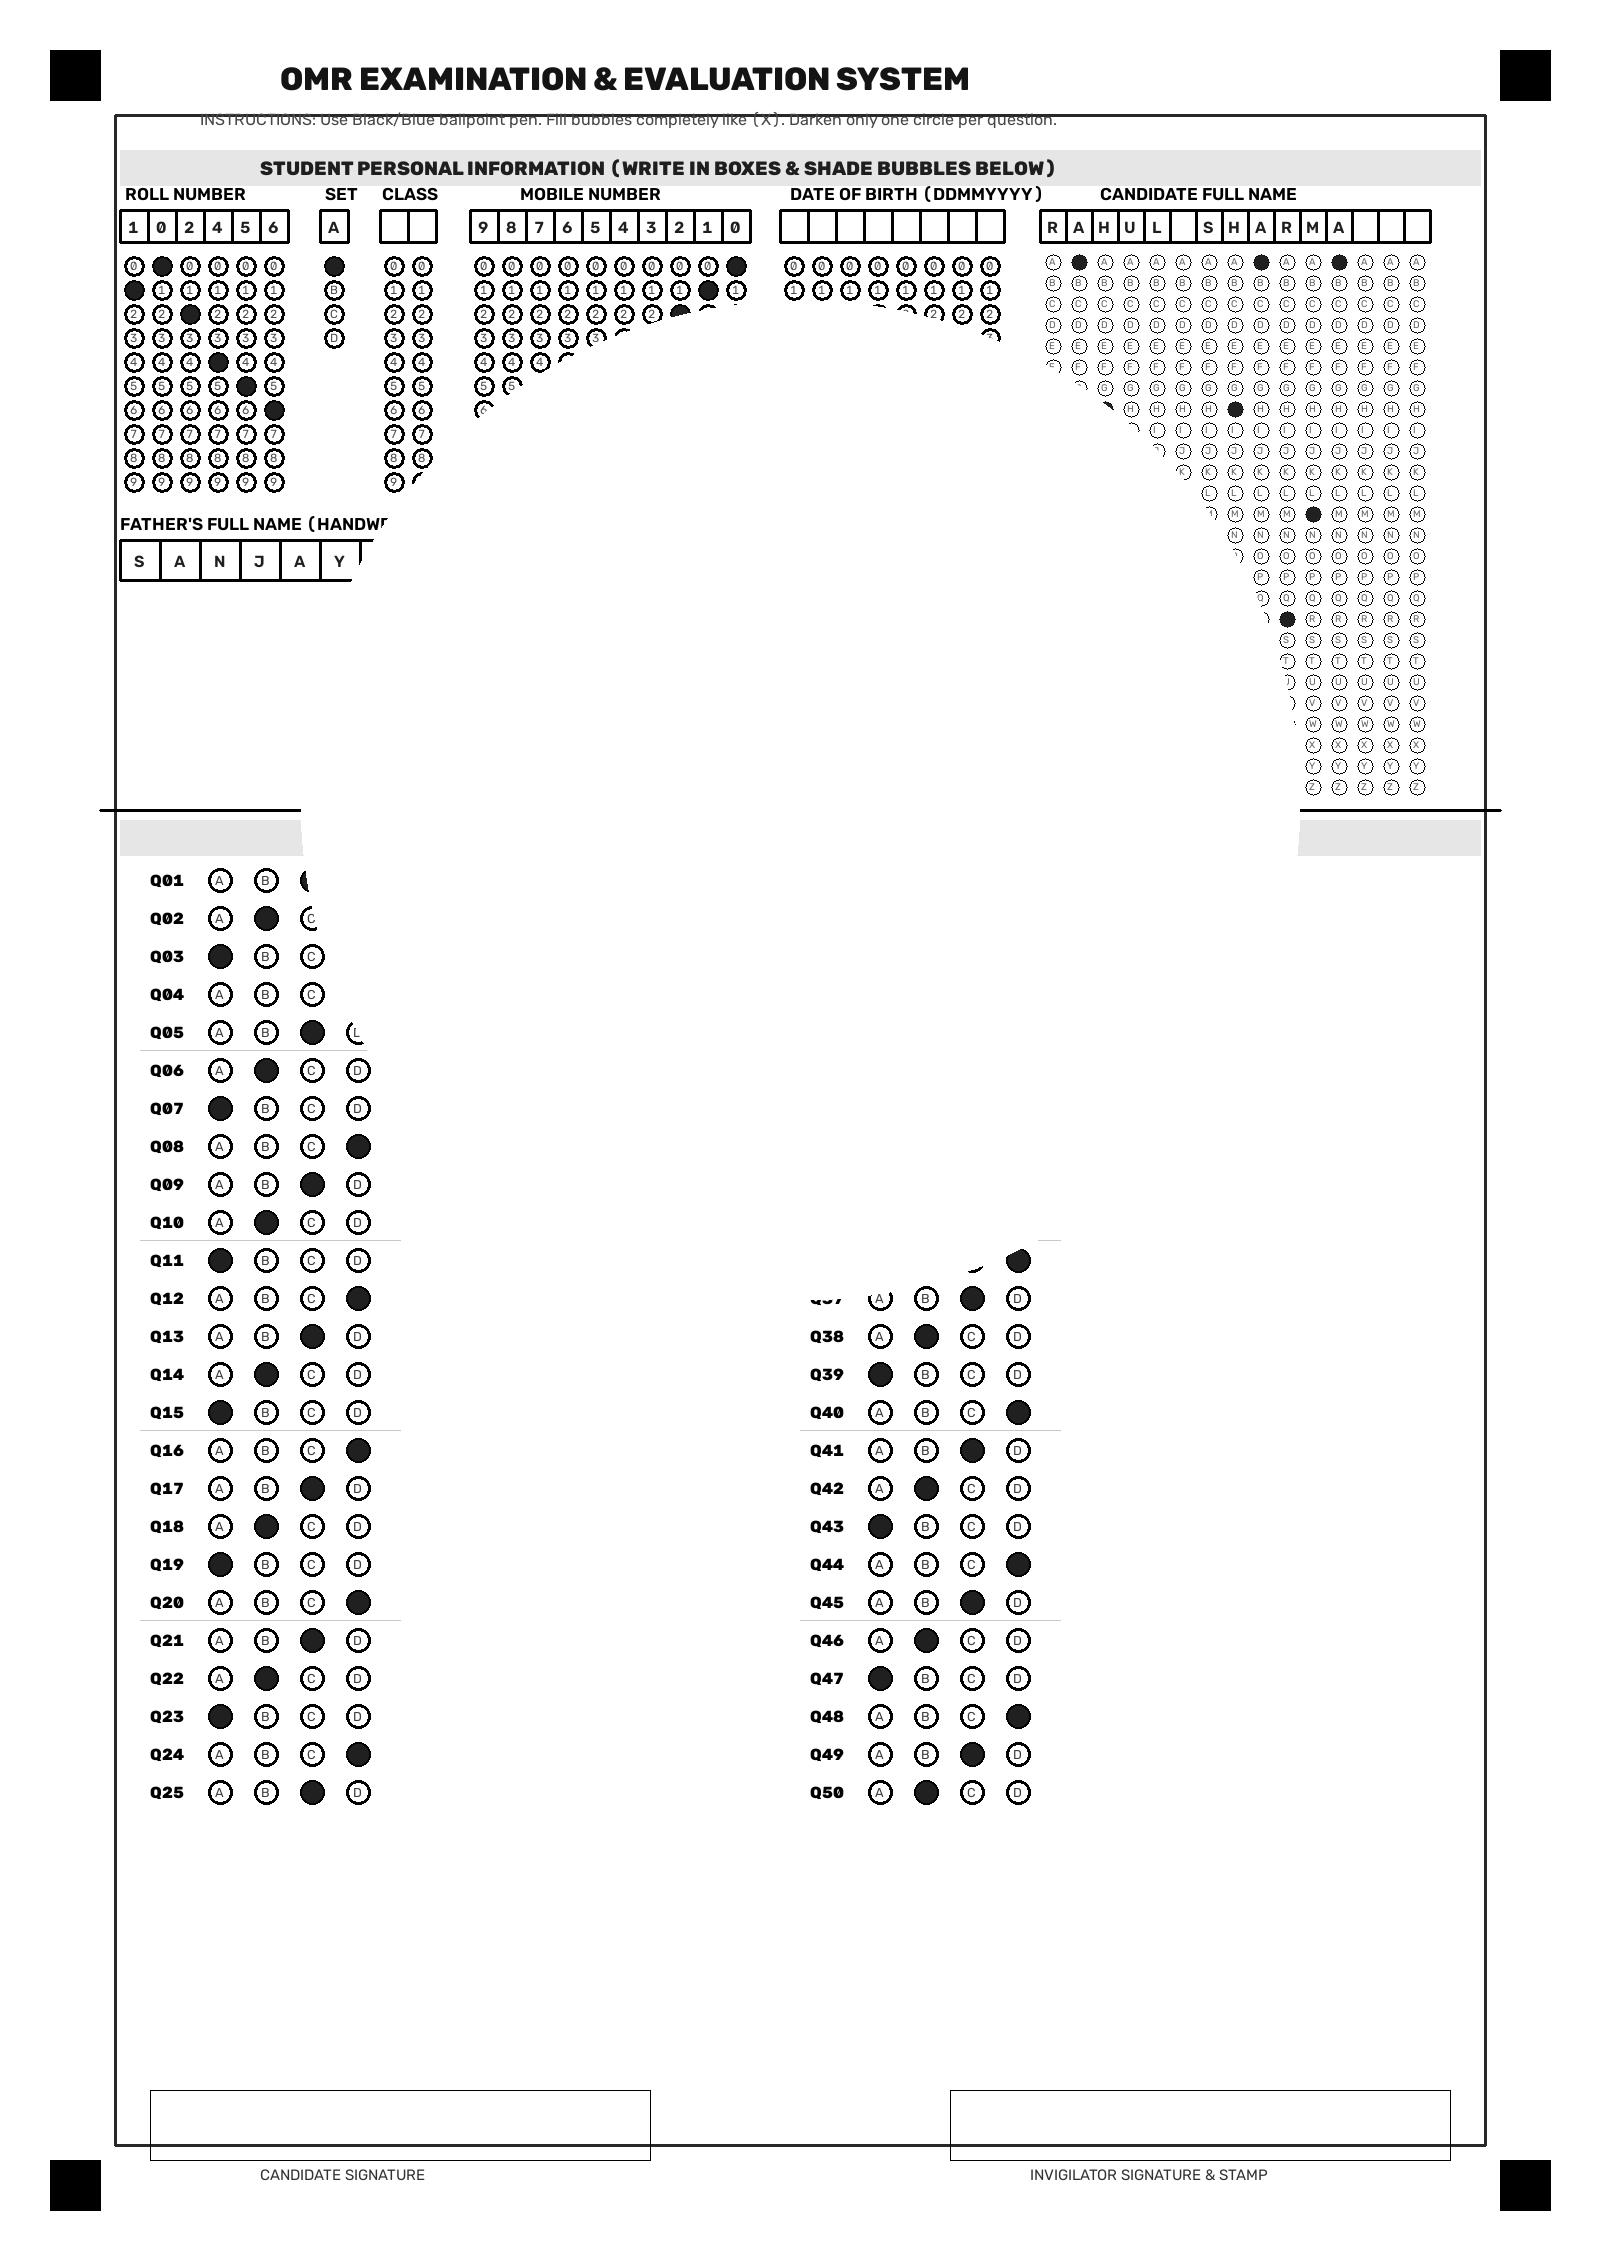 OMR EXAMINATION & EVALUATION SYSTEM
INSTRUCTIONS: Use Black/Blue ballpoint pen. Fill bubbles completely like (X). Darken only one circle per question.
STUDENT PERSONAL INFORMATION (WRITE IN BOXES & SHADE BUBBLES BELOW)
ROLL NUMBER SET CLASS MOBILE NUMBER DATE OF BIRTH (DDMMYYYY) CANDIDATE FULL NAME
1 0 2 4 5 6 A 9 8 7 6 5 4 3 2 1 0 R A H U L S H A R M A
FATHER'S FULL NAME
S A N J A Y
Q01 A B
Q02 A C
Q03 B C
Q04 A B C
Q05 A B
Q06 A C D
Q07 B C D
Q08 A B C
Q09 A B D
Q10 A C D
Q11 B C D
Q12 A B C A B D
Q13 A B D Q38 A C D
Q14 A C D Q39 B C D
Q15 B C D Q40 A B C
Q16 A B C Q41 A B D
Q17 A B D Q42 A C D
Q18 A C D Q43 B C D
Q19 B C D Q44 A B C
Q20 A B C Q45 A B D
Q21 A B D Q46 A C D
Q22 A C D Q47 B C D
Q23 B C D Q48 A B C
Q24 A B C Q49 A B D
Q25 A B D Q50 A C D
CANDIDATE SIGNATURE INVIGILATOR SIGNATURE & STAMP